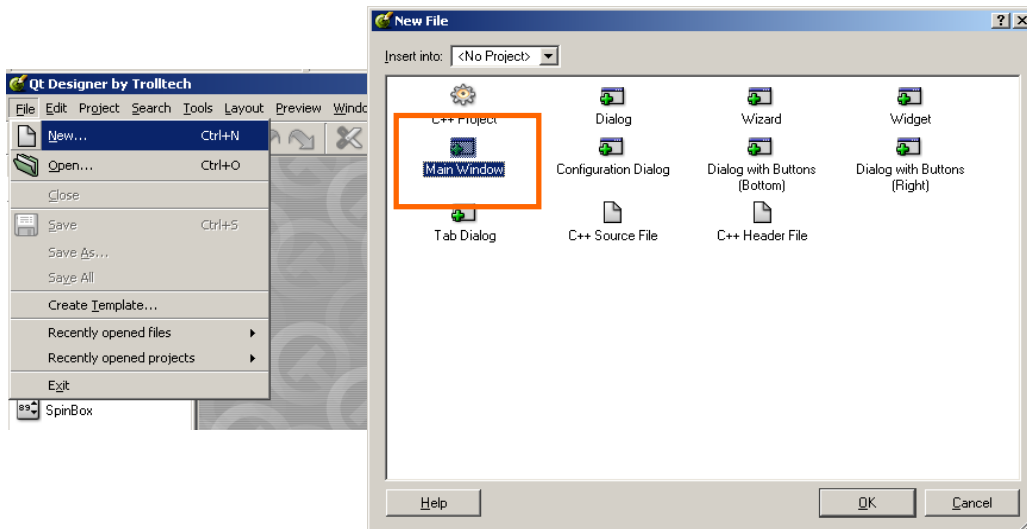 Qt Designer by Trolltech
File Edit Project Search Tools Layout Preview Windo
New... Ctrl+N
Open... Ctrl+O
Close
Save Ctrl+S
Save As...
Save All
Create Template...
Recently opened files
Recently opened projects
Exit
SpinBox
New File
Insert into: <No Project>
C++ Project
Dialog
Wizard
Widget
Main Window
Configuration Dialog
Dialog with Buttons
(Bottom)
Dialog with Buttons
(Right)
Tab Dialog
C++ Source File
C++ Header File
Help
OK
Cancel